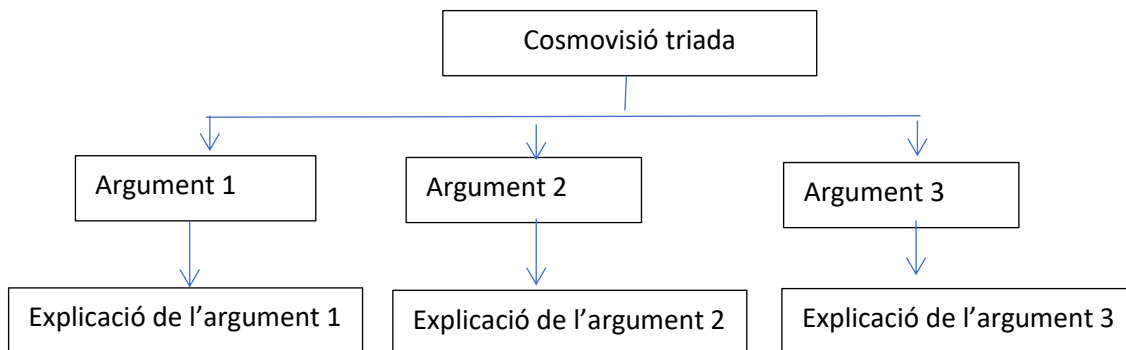 Cosmovisió triada
Argument 1
Argument 2
Argument 3
Explicació de l’argument 1
Explicació de l’argument 2
Explicació de l’argument 3